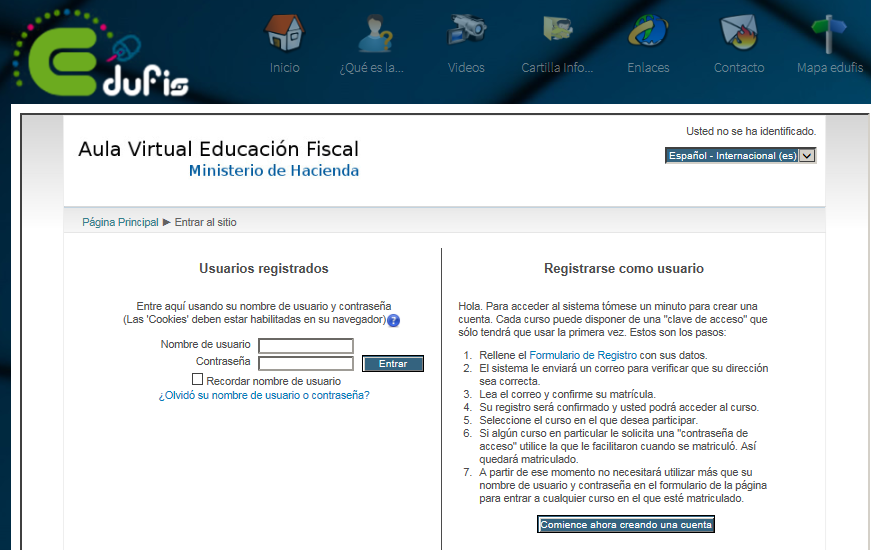 Edufis
Inicio
¿Qué es la...
Videos
Cartilla Info...
Enlaces
Contacto
Mapa edufis
Usted no se ha identificado.
Aula Virtual Educación Fiscal
Ministerio de Hacienda
Español - Internacional (es)
Página Principal ► Entrar al sitio
Usuarios registrados
Entre aquí usando su nombre de usuario y contraseña
(Las 'Cookies' deben estar habilitadas en su navegador)?
Nombre de usuario
Contraseña
Entrar
Recordar nombre de usuario
¿Olvidó su nombre de usuario o contraseña?
Registrarse como usuario
Hola. Para acceder al sistema tómese un minuto para crear una
cuenta. Cada curso puede disponer de una "clave de acceso" que
sólo tendrá que usar la primera vez. Estos son los pasos:
1. Rellene el Formulario de Registro con sus datos.
2. El sistema le enviará un correo para verificar que su dirección
sea correcta.
3. Lea el correo y confirme su matrícula.
4. Su registro será confirmado y usted podrá acceder al curso.
5. Seleccione el curso en el que desea participar.
6. Si algún curso en particular le solicita una "contraseña de
acceso" utilice la que le facilitaron cuando se matriculó. Así
quedará matriculado.
7. A partir de ese momento no necesitará utilizar más que su
nombre de usuario y contraseña en el formulario de la página
para entrar a cualquier curso en el que esté matriculado.
Comience ahora creando una cuenta